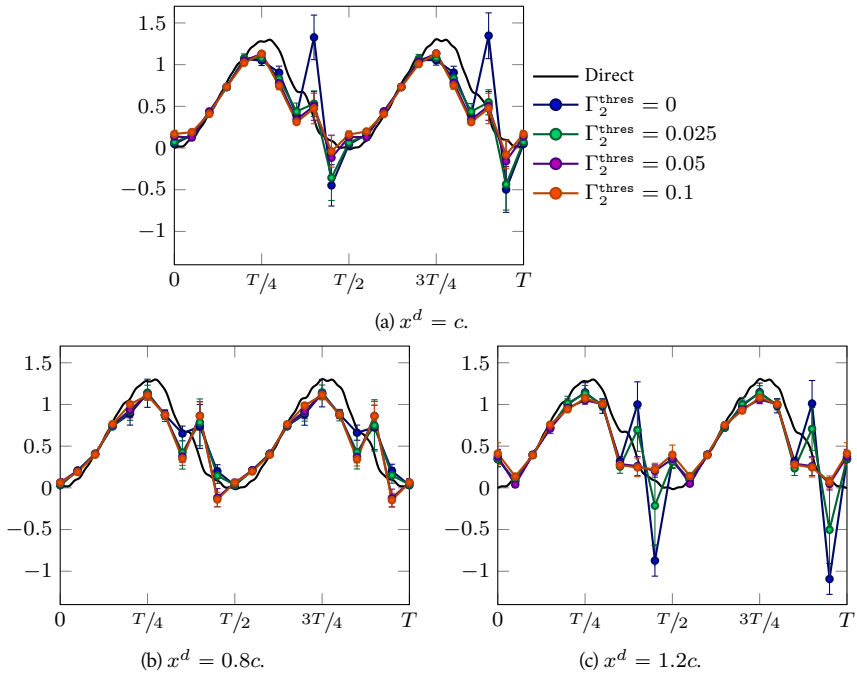 1.5
1
0.5
0
−0.5
−1
0
T/4
T/2
3T/4
T
Direct
Γ₂ᵗʰʳᵉˢ = 0
Γ₂ᵗʰʳᵉˢ = 0.025
Γ₂ᵗʰʳᵉˢ = 0.05
Γ₂ᵗʰʳᵉˢ = 0.1
(a) xᵈ = c.
1.5
1
0.5
0
−0.5
−1
0
T/4
T/2
3T/4
T
(b) xᵈ = 0.8c.
1.5
1
0.5
0
−0.5
−1
0
T/4
T/2
3T/4
T
(c) xᵈ = 1.2c.